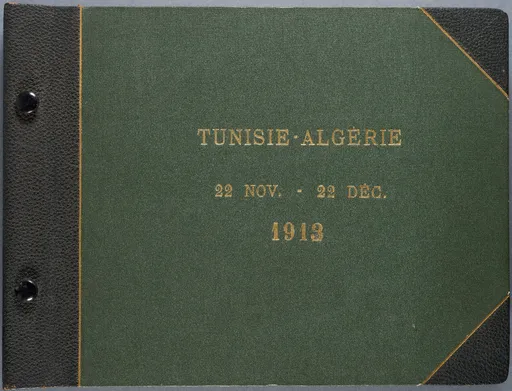 TUNISIE-ALGÉRIE
22 NOV. - 22 DÉC.
1913